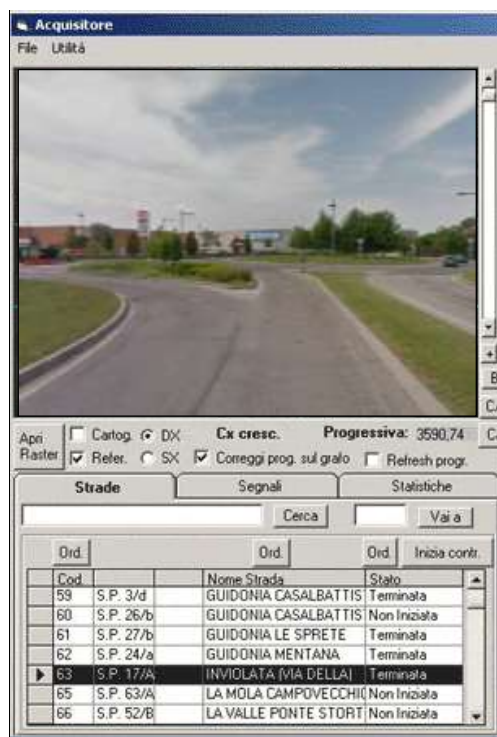 Acquisitore
File Utilità
+
Apri Raster Cartog. DX Cx cresc. Progressiva: 3590,74
Refer. SX Correggi prog. sul grafo Refresh progr.
Strade Segnali Statistiche
Cerca Vai a
Ord. Ord. Ord. Inizia contr.
Cod. Nome Strada Stato
59 S.P. 3/d GUIDONIA CASALBATTIS Terminata
60 S.P. 26/b GUIDONIA CASALBATTIS Non Iniziata
61 S.P. 27/b GUIDONIA LE SPRETE Terminata
62 S.P. 24/a GUIDONIA MENTANA Terminata
63 S.P. 17/A INVIOLATA (VIA DELLA) Terminata
65 S.P. 63/A LA MOLA CAMPOVECCHIO Non Iniziata
66 S.P. 52/B LA VALLE PONTE STORT Non Iniziata